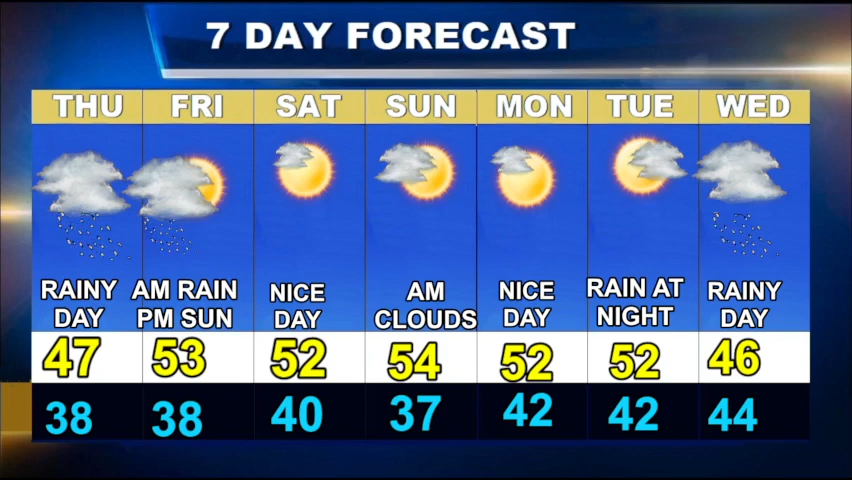 7 DAY FORECAST
THU FRI SAT SUN MON TUE WED
RAINY DAY
AM RAIN PM SUN
NICE DAY
AM CLOUDS
NICE DAY
RAIN AT NIGHT
RAINY DAY
47 53 52 54 52 52 46
38 38 40 37 42 42 44